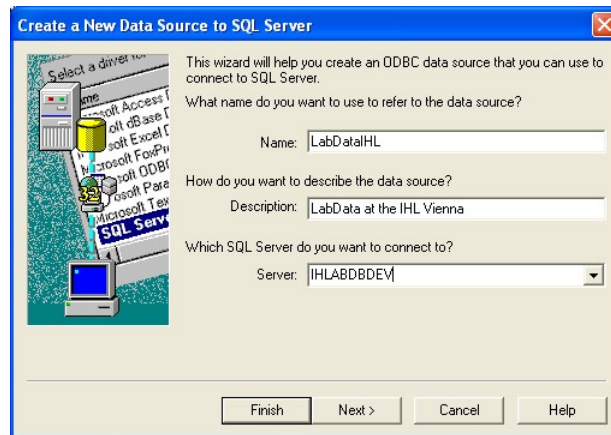 Create a New Data Source to SQL Server
Select a driver for
This wizard will help you create an ODBC data source that you can use to
connect to SQL Server.
What name do you want to use to refer to the data source?
Name: LabDataIHL
How do you want to describe the data source?
Description: LabData at the IHL Vienna
Which SQL Server do you want to connect to?
Server: IHLABDBDEV
Finish
Next >
Cancel
Help